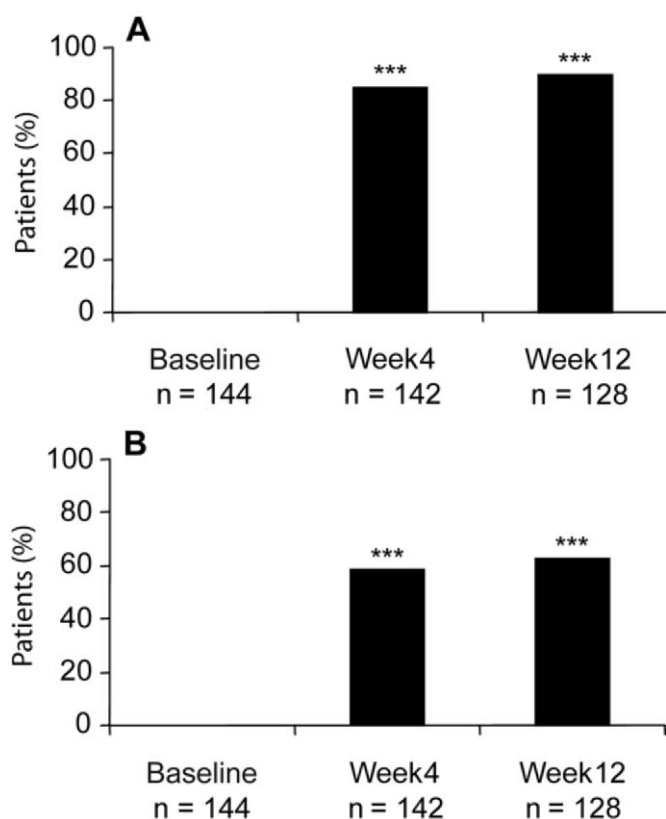 A
Patients (%)
100
80
60
40
20
0
***
***
Baseline
n = 144
Week4
n = 142
Week12
n = 128
B
Patients (%)
100
80
60
40
20
0
***
***
Baseline
n = 144
Week4
n = 142
Week12
n = 128